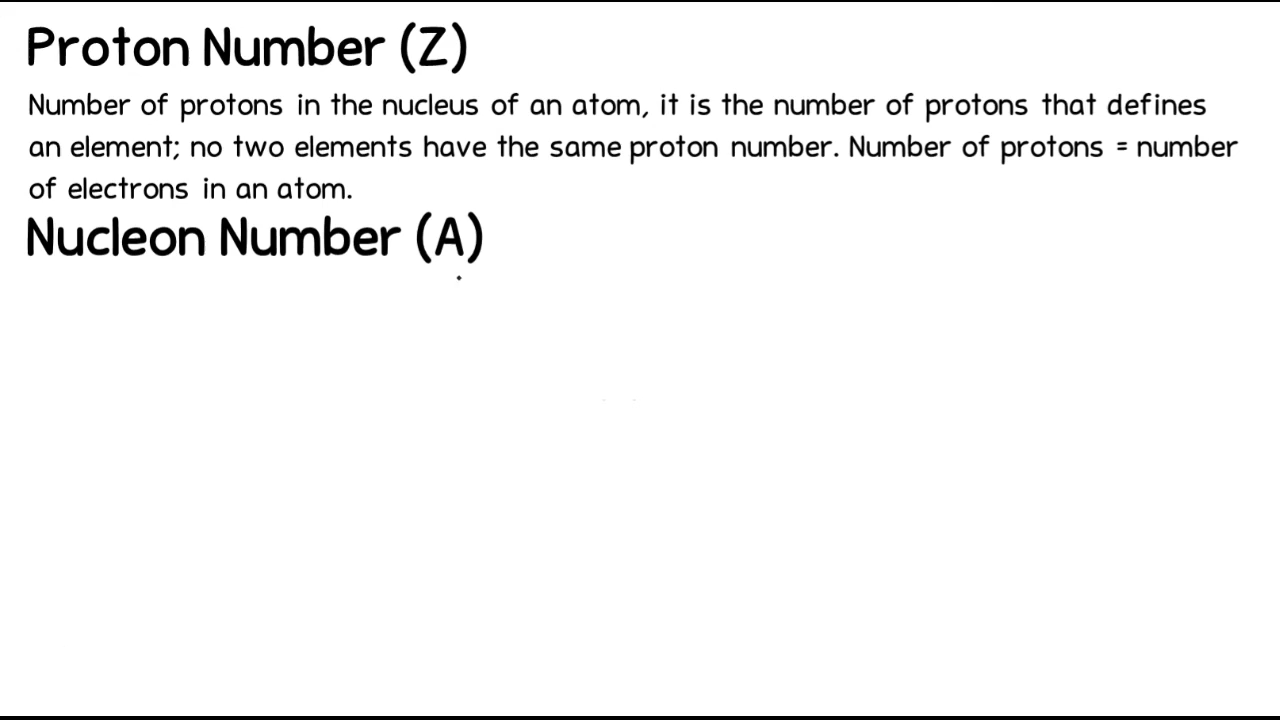 Proton Number (Z)
Number of protons in the nucleus of an atom, it is the number of protons that defines
an element; no two elements have the same proton number. Number of protons = number
of electrons in an atom.
Nucleon Number (A)